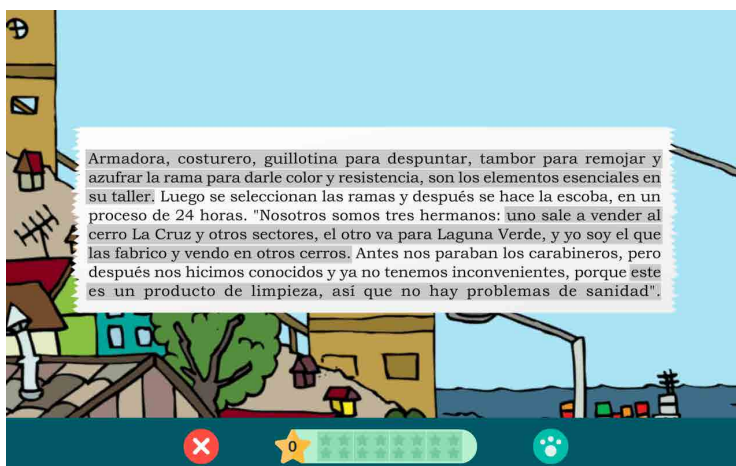 Armadora, costurero, guillotina para despuntar, tambor para remojar y
azufrar la rama para darle color y resistencia, son los elementos esenciales en
su taller. Luego se seleccionan las ramas y después se hace la escoba, en un
proceso de 24 horas. "Nosotros somos tres hermanos: uno sale a vender al
cerro La Cruz y otros sectores, el otro va para Laguna Verde, y yo soy el que
las fabrico y vendo en otros cerros. Antes nos paraban los carabineros, pero
después nos hicimos conocidos y ya no tenemos inconvenientes, porque este
es un producto de limpieza, así que no hay problemas de sanidad".
0